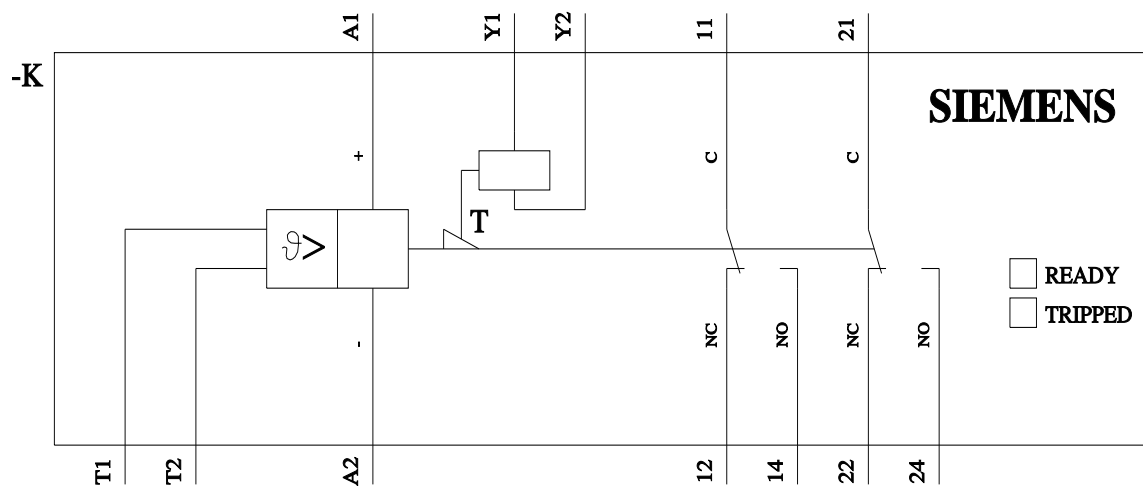 A1
Y1
Y2
11
21
-K
SIEMENS
+
C
C
T
ϑ>
READY
TRIPPED
-
NC
NO
NC
NO
T1
T2
A2
12
14
22
24